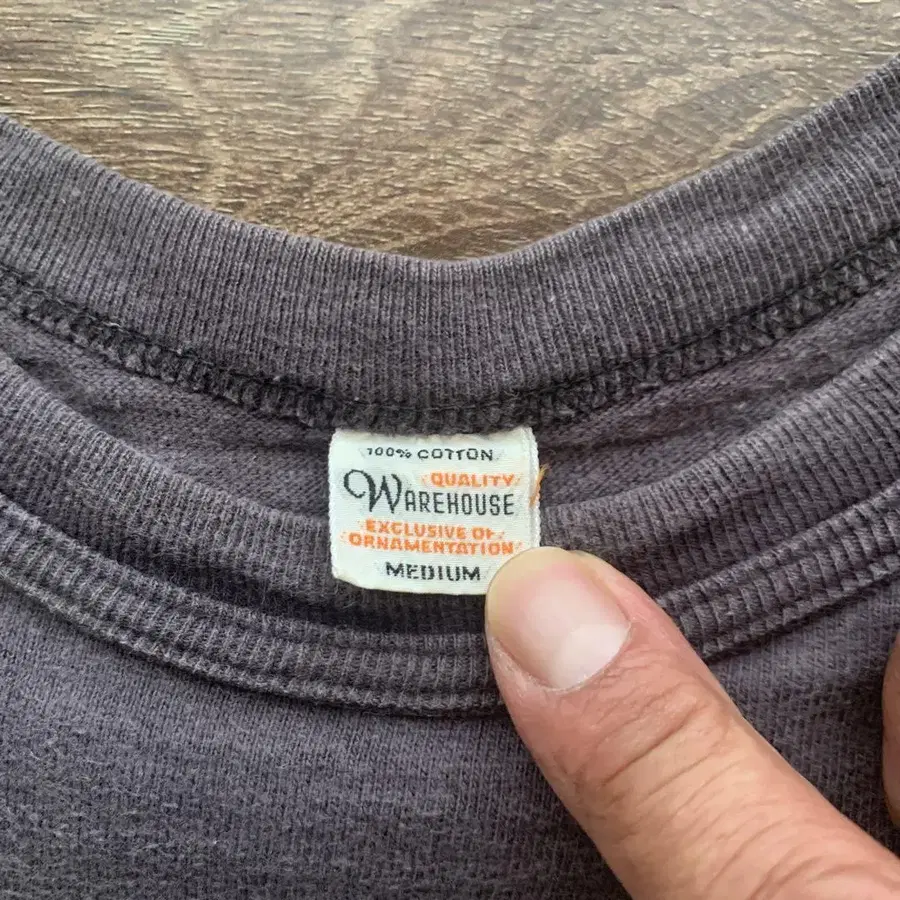 100% COTTON
QUALITY
WAREHOUSE
EXCLUSIVE OF
ORNAMENTATION
MEDIUM